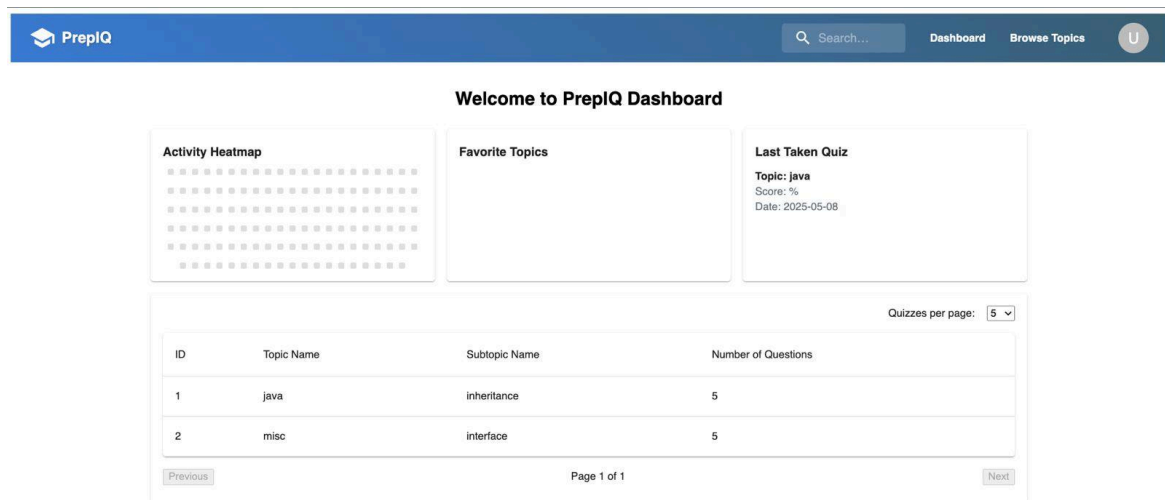 PrepIQ
Search...
Dashboard
Browse Topics
U
Welcome to PrepIQ Dashboard
Activity Heatmap
Favorite Topics
Last Taken Quiz
Topic: java
Score: %
Date: 2025-05-08
Quizzes per page: 5
ID Topic Name Subtopic Name Number of Questions
1 java inheritance 5
2 misc interface 5
Previous Page 1 of 1 Next